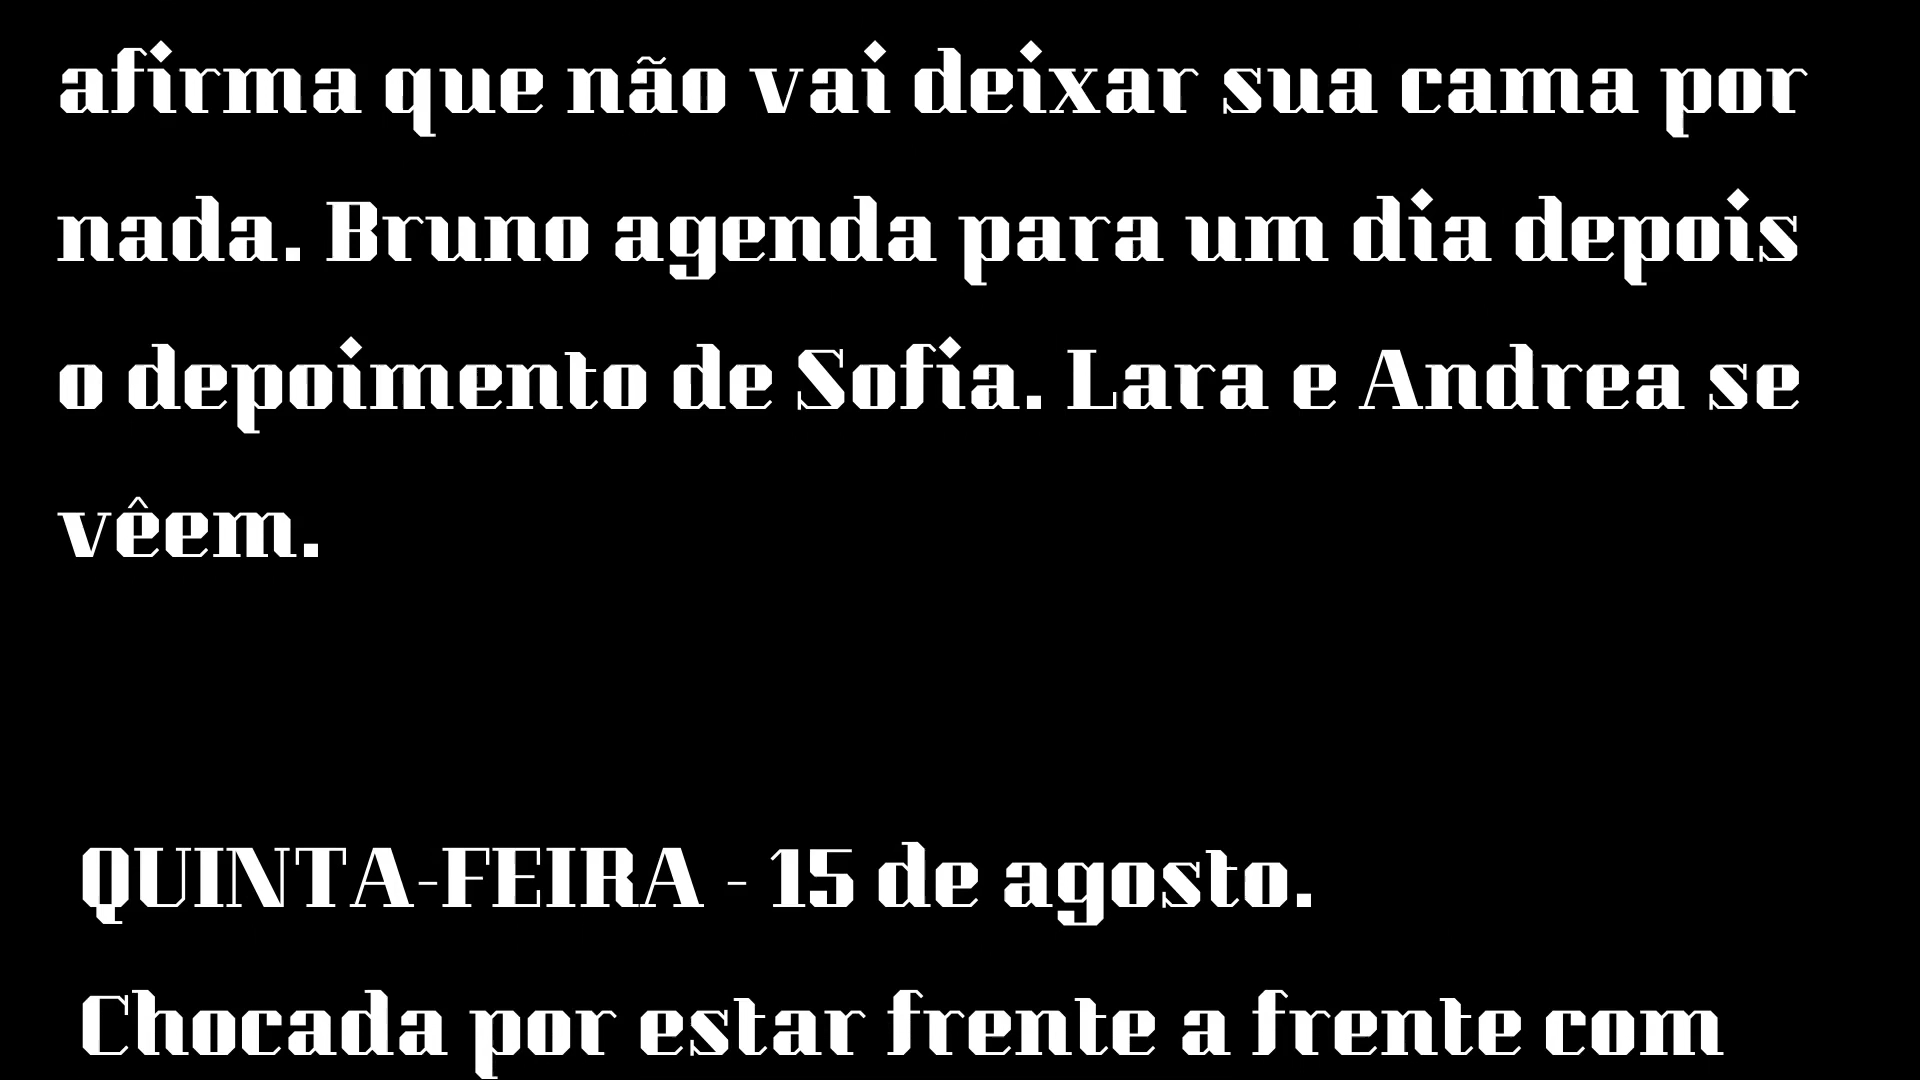 afirma que não vai deixar sua cama por
nada. Bruno agenda para um dia depois
o depoimento de Sofia. Lara e Andrea se
vêem.
QUINTA-FEIRA - 15 de agosto.
Chocada por estar frente a frente com